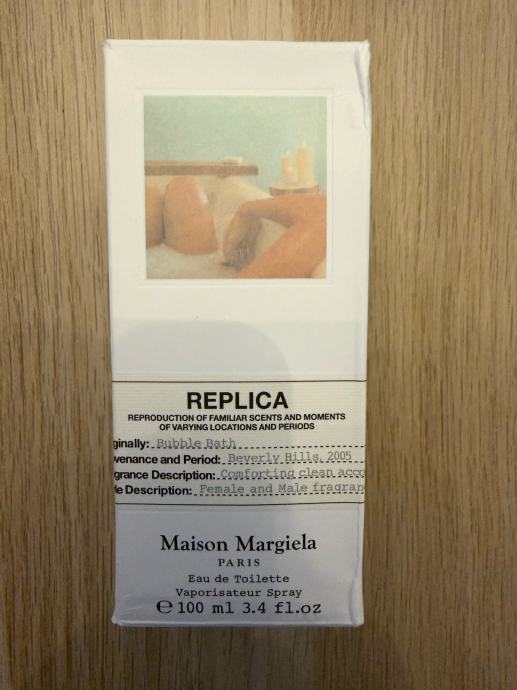 REPLICA
REPRODUCTION OF FAMILIAR SCENTS AND MOMENTS
OF VARYING LOCATIONS AND PERIODS
ginally: Bubble Bath
venance and Period: Beverly Hills, 2005
grance Description: Comforting clean acco
le Description: Female and Male fragran
Maison Margiela
PARIS
Eau de Toilette
Vaporisateur Spray
℮ 100 ml 3.4 fl.oz